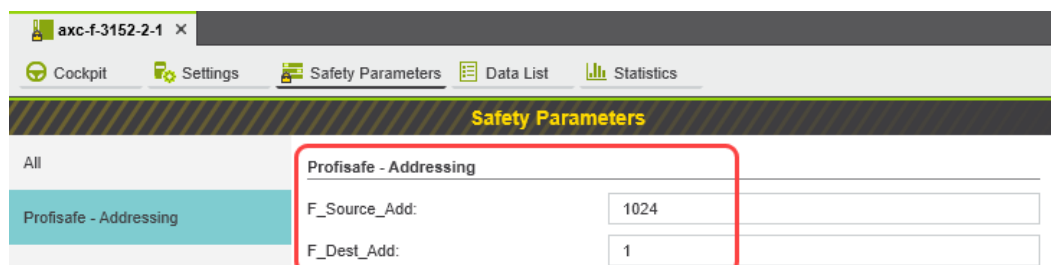 axc-f-3152-2-1 ×
Cockpit Settings Safety Parameters Data List Statistics
Safety Parameters
All
Profisafe - Addressing
Profisafe - Addressing
F_Source_Add: 1024
F_Dest_Add: 1